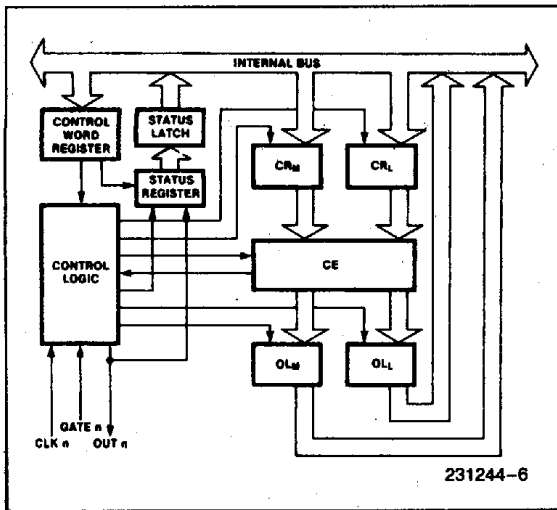 INTERNAL BUS
CONTROL
WORD
REGISTER
STATUS
LATCH
STATUS
REGISTER
CRM
CRL
CONTROL
LOGIC
CE
OLM
OLL
CLK n
GATE n
OUT n
231244-6